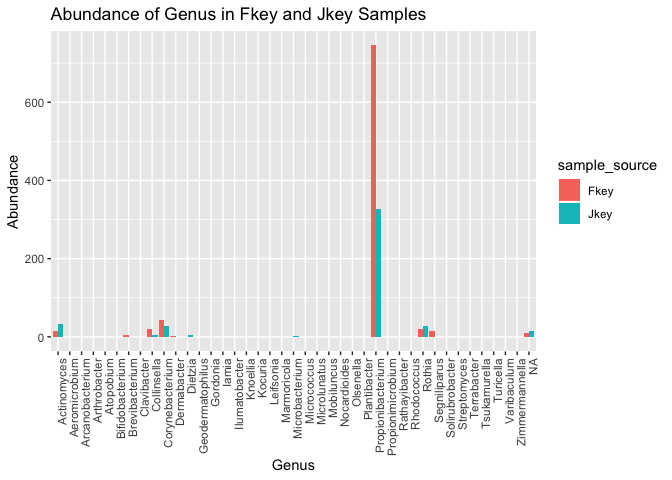 Abundance of Genus in Fkey and Jkey Samples
Abundance
600
400
200
0
Actinomyces
Aeromicrobium
Arcanobacterium
Arthrobacter
Atopobium
Bifidobacterium
Brevibacterium
Clavibacter
Collinsella
Corynebacterium
Dermabacter
Dietzia
Geodermatophilus
Gordonia
Iamia
Ilumatobacter
Knoellia
Kocuria
Leifsonia
Marmoricola
Microbacterium
Micrococcus
Microlunatus
Mobiluncus
Nocardioides
Olsenella
Plantibacter
Propionibacterium
Propionimicrobium
Rathayibacter
Rhodococcus
Rothia
Segniliparus
Solirubrobacter
Streptomyces
Terrabacter
Tsukamurella
Turicella
Varibaculum
Zimmermannella
NA
Genus
sample_source
Fkey
Jkey